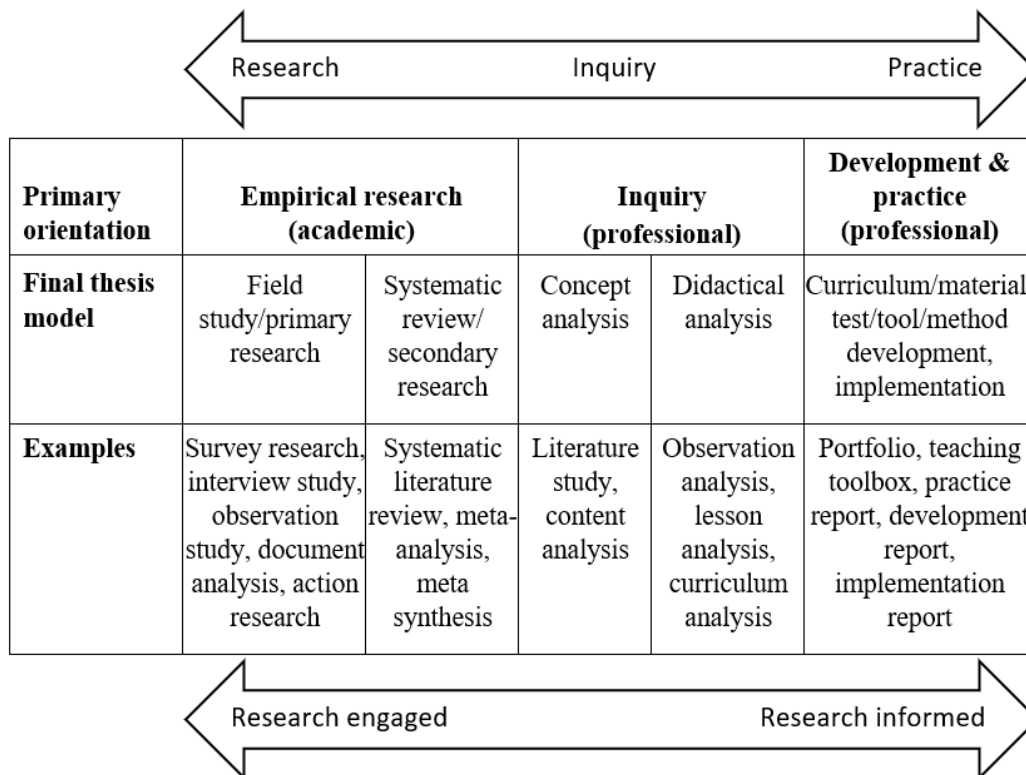 Research Inquiry Practice
Primary orientation
Empirical research (academic)
Inquiry (professional)
Development & practice (professional)
Final thesis model
Field study/primary research
Systematic review/ secondary research
Concept analysis
Didactical analysis
Curriculum/material/ test/tool/method development, implementation
Examples
Survey research, interview study, observation study, document analysis, action research
Systematic literature review, meta-analysis, meta synthesis
Literature study, content analysis
Observation analysis, lesson analysis, curriculum analysis
Portfolio, teaching toolbox, practice report, development report, implementation report
Research engaged Research informed